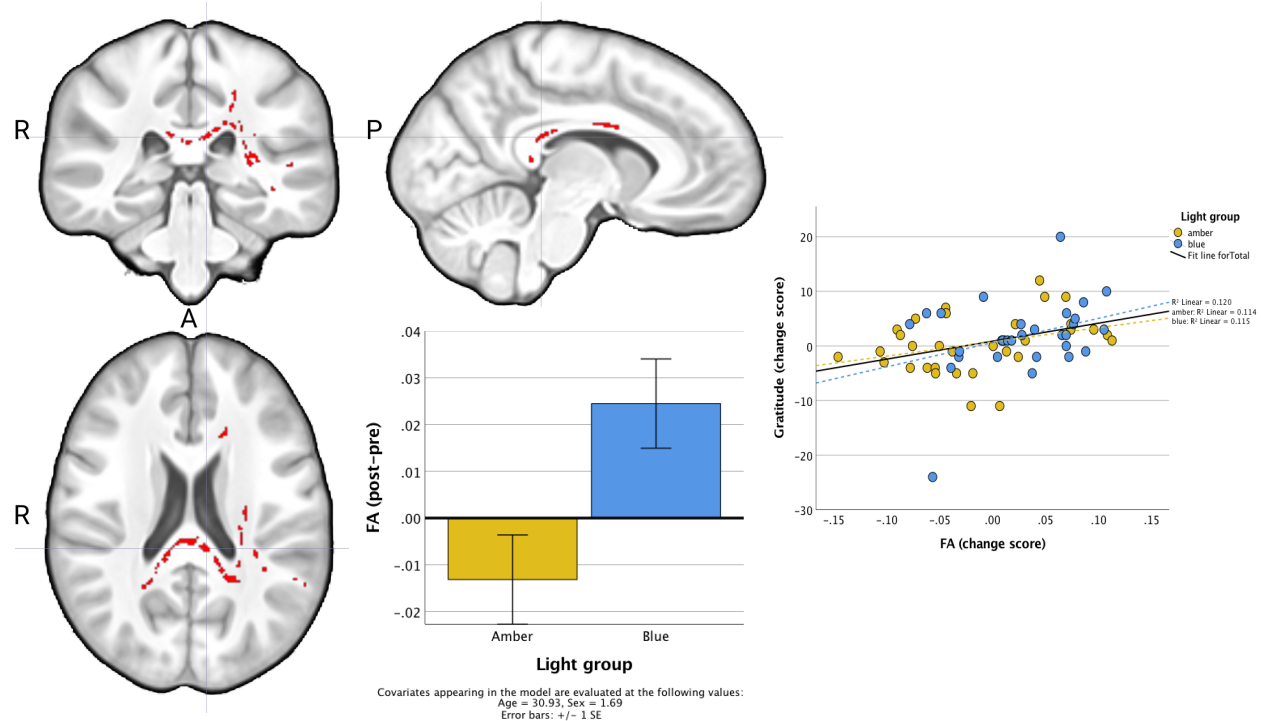 R
P
A
R
.04
.03
.02
.01
.00
-.01
-.02
FA (post-pre)
Amber Blue
Light group
Covariates appearing in the model are evaluated at the following values:
Age = 30.93, Sex = 1.69
Error bars: +/- 1 SE
Light group
amber
blue
Fit line forTotal
R² Linear = 0.120
amber: R² Linear = 0.114
blue: R² Linear = 0.115
20
10
0
-10
-20
-30
Gratitude (change score)
-.15 -.10 -.05 .00 .05 .10 .15
FA (change score)